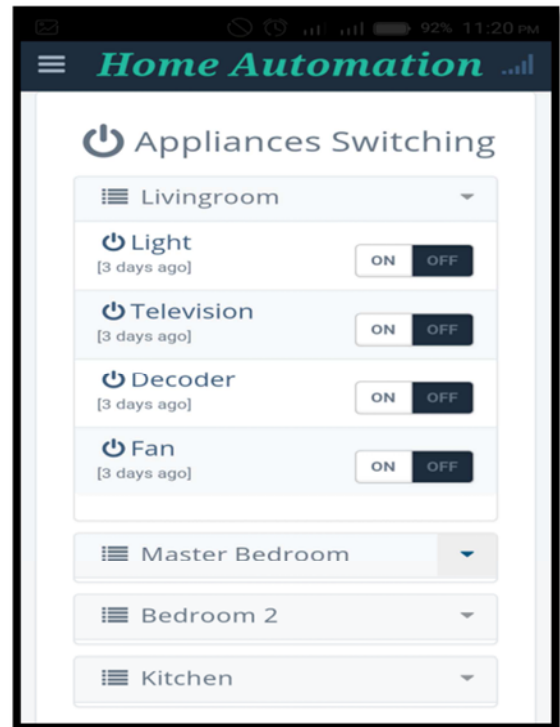 92% 11:20 PM
Home Automation
Appliances Switching
Livingroom
Light
[3 days ago]
ON OFF
Television
[3 days ago]
ON OFF
Decoder
[3 days ago]
ON OFF
Fan
[3 days ago]
ON OFF
Master Bedroom
Bedroom 2
Kitchen